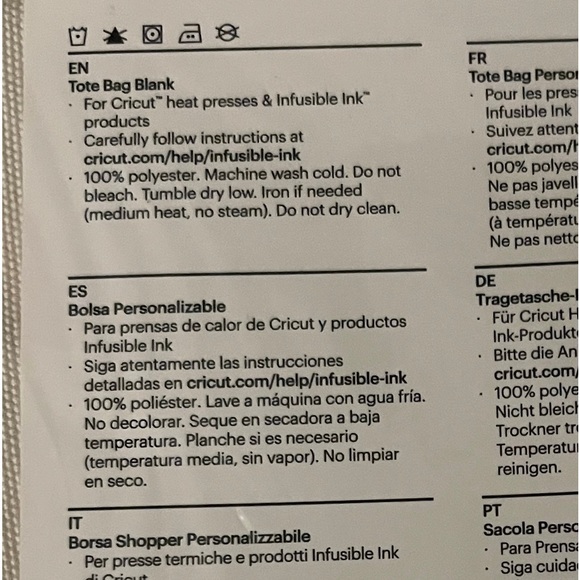 EN
Tote Bag Blank
· For Cricut™ heat presses & Infusible Ink™
products
· Carefully follow instructions at
cricut.com/help/infusible-ink
· 100% polyester. Machine wash cold. Do not
bleach. Tumble dry low. Iron if needed
(medium heat, no steam). Do not dry clean.
ES
Bolsa Personalizable
· Para prensas de calor de Cricut y productos
Infusible Ink
· Siga atentamente las instrucciones
detalladas en cricut.com/help/infusible-ink
· 100% poliéster. Lave a máquina con agua fría.
No decolorar. Seque en secadora a baja
temperatura. Planche si es necesario
(temperatura media, sin vapor). No limpiar
en seco.
IT
Borsa Shopper Personalizzabile
· Per presse termiche e prodotti Infusible Ink
di Cricut
FR
Tote Bag Person
· Pour les pres
Infusible Ink
· Suivez attent
cricut.com/h
· 100% polyes
Ne pas javell
basse tempé
(à températu
Ne pas netto
DE
Tragetasche-
· Für Cricut H
Ink-Produkte
· Bitte die An
cricut.com/
· 100% polye
Nicht bleich
Trockner tro
Temperatur
reinigen.
PT
Sacola Perso
· Para Prensa
· Siga cuida